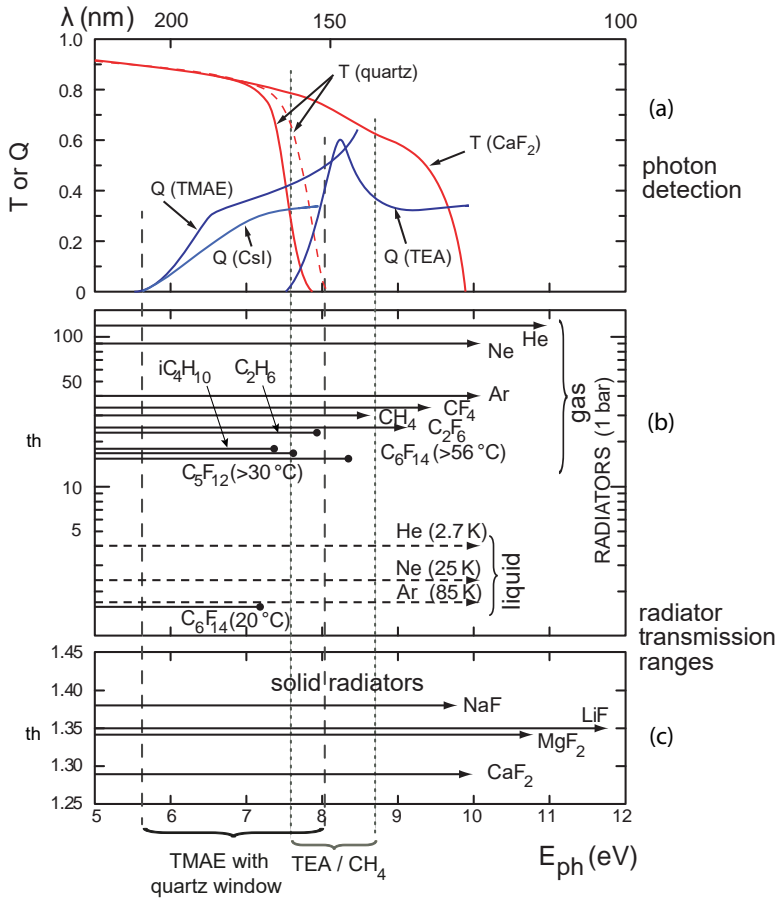 λ (nm) 200 150 100
1.0
0.8
0.6
0.4
0.2
0
T or Q
T (quartz)
T (CaF2)
Q (TMAE)
Q (CsI)
Q (TEA)
(a)
photon
detection
100
50
th
10
5
He
Ne
Ar
iC4H10 C2H6
CF4
CH4
C2F6
C6F14 (>56 °C)
C5F12 (>30 °C)
gas
RADIATORS (1 bar)
(b)
He (2.7 K)
Ne (25 K)
Ar (85 K)
liquid
C6F14 (20 °C)
radiator
transmission
ranges
1.45
1.40
1.35
1.29
1.25
th
solid radiators
NaF
LiF
MgF2
CaF2
(c)
5 6 7 8 9 10 11 12
TMAE with
quartz window
TEA / CH4
Eph (eV)